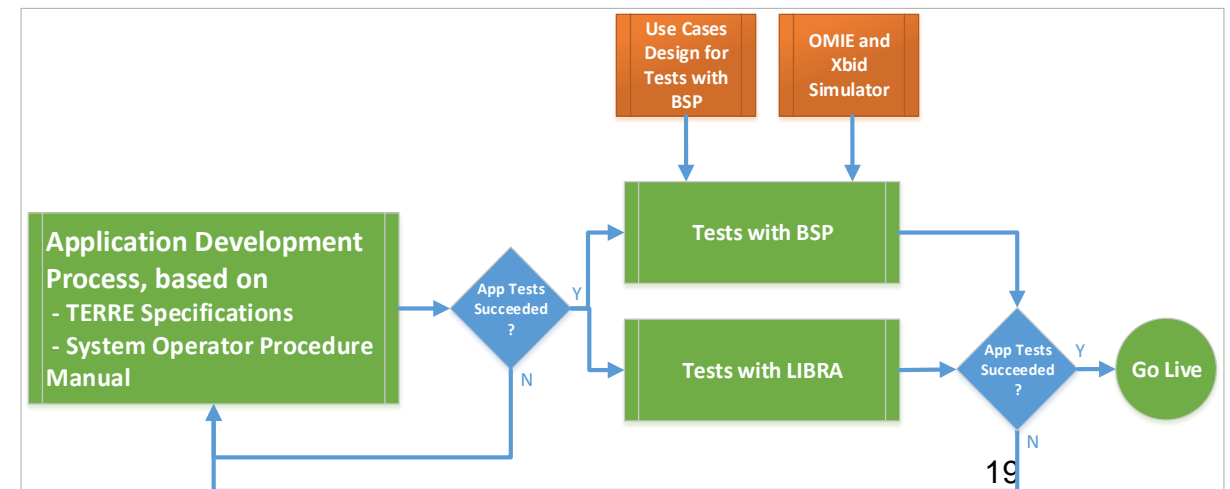 Use Cases
Design for
Tests with
BSP
OMIE and
Xbid
Simulator
Application Development
Process, based on
- TERRE Specifications
- System Operator Procedure
Manual
App Tests
Succeeded
?
Y
N
Tests with BSP
Tests with LIBRA
App Tests
Succeeded
?
Y
N
Go Live
19